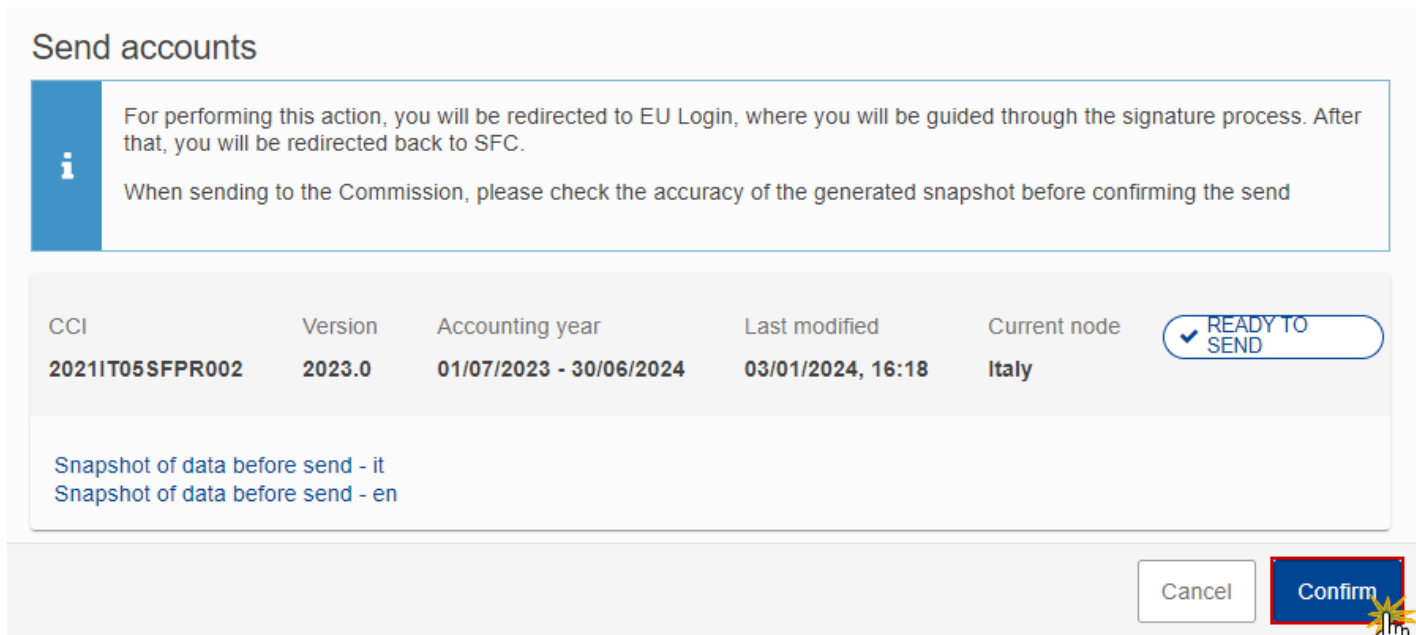 Send accounts
For performing this action, you will be redirected to EU Login, where you will be guided through the signature process. After
that, you will be redirected back to SFC.
When sending to the Commission, please check the accuracy of the generated snapshot before confirming the send
CCI Version Accounting year Last modified Current node
READY TO
SEND
2021IT05SFPR002 2023.0 01/07/2023 - 30/06/2024 03/01/2024, 16:18 Italy
Snapshot of data before send - it
Snapshot of data before send - en
Cancel Confirm